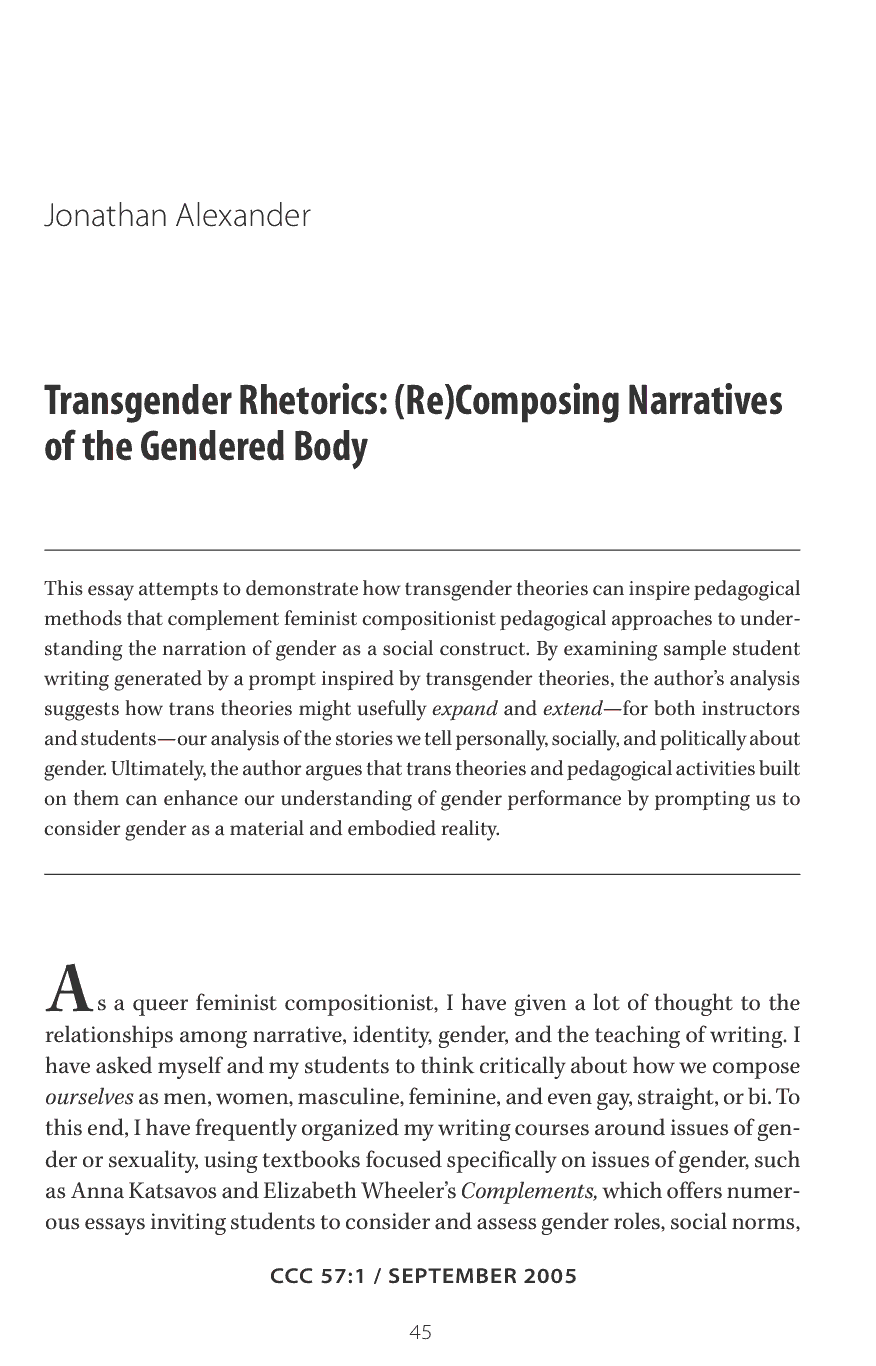 Jonathan Alexander
Transgender Rhetorics: (Re)Composing Narratives
of the Gendered Body
This essay attempts to demonstrate how transgender theories can inspire pedagogical
methods that complement feminist compositionist pedagogical approaches to under-
standing the narration of gender as a social construct. By examining sample student
writing generated by a prompt inspired by transgender theories, the author’s analysis
suggests how trans theories might usefully expand and extend—for both instructors
and students—our analysis of the stories we tell personally, socially, and politically about
gender. Ultimately, the author argues that trans theories and pedagogical activities built
on them can enhance our understanding of gender performance by prompting us to
consider gender as a material and embodied reality.
As a queer feminist compositionist, I have given a lot of thought to the
relationships among narrative, identity, gender, and the teaching of writing. I
have asked myself and my students to think critically about how we compose
ourselves as men, women, masculine, feminine, and even gay, straight, or bi. To
this end, I have frequently organized my writing courses around issues of gen-
der or sexuality, using textbooks focused specifically on issues of gender, such
as Anna Katsavos and Elizabeth Wheeler’s Complements, which offers numer-
ous essays inviting students to consider and assess gender roles, social norms,
CCC 57:1 / SEPTEMBER 2005
45